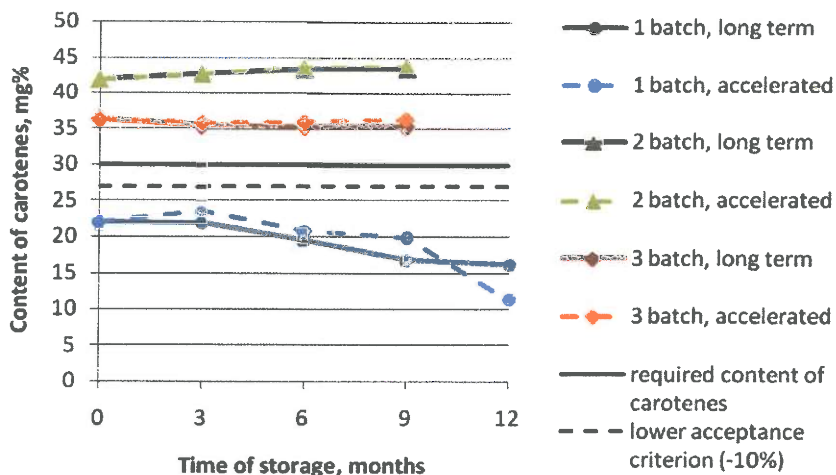 50
45
40
35
30
25
20
15
10
5
0
0 3 6 9 12
Content of carotenes, mg%
Time of storage, months
1 batch, long term
1 batch, accelerated
2 batch, long term
2 batch, accelerated
3 batch, long term
3 batch, accelerated
required content of
carotenes
lower acceptance
criterion (-10%)